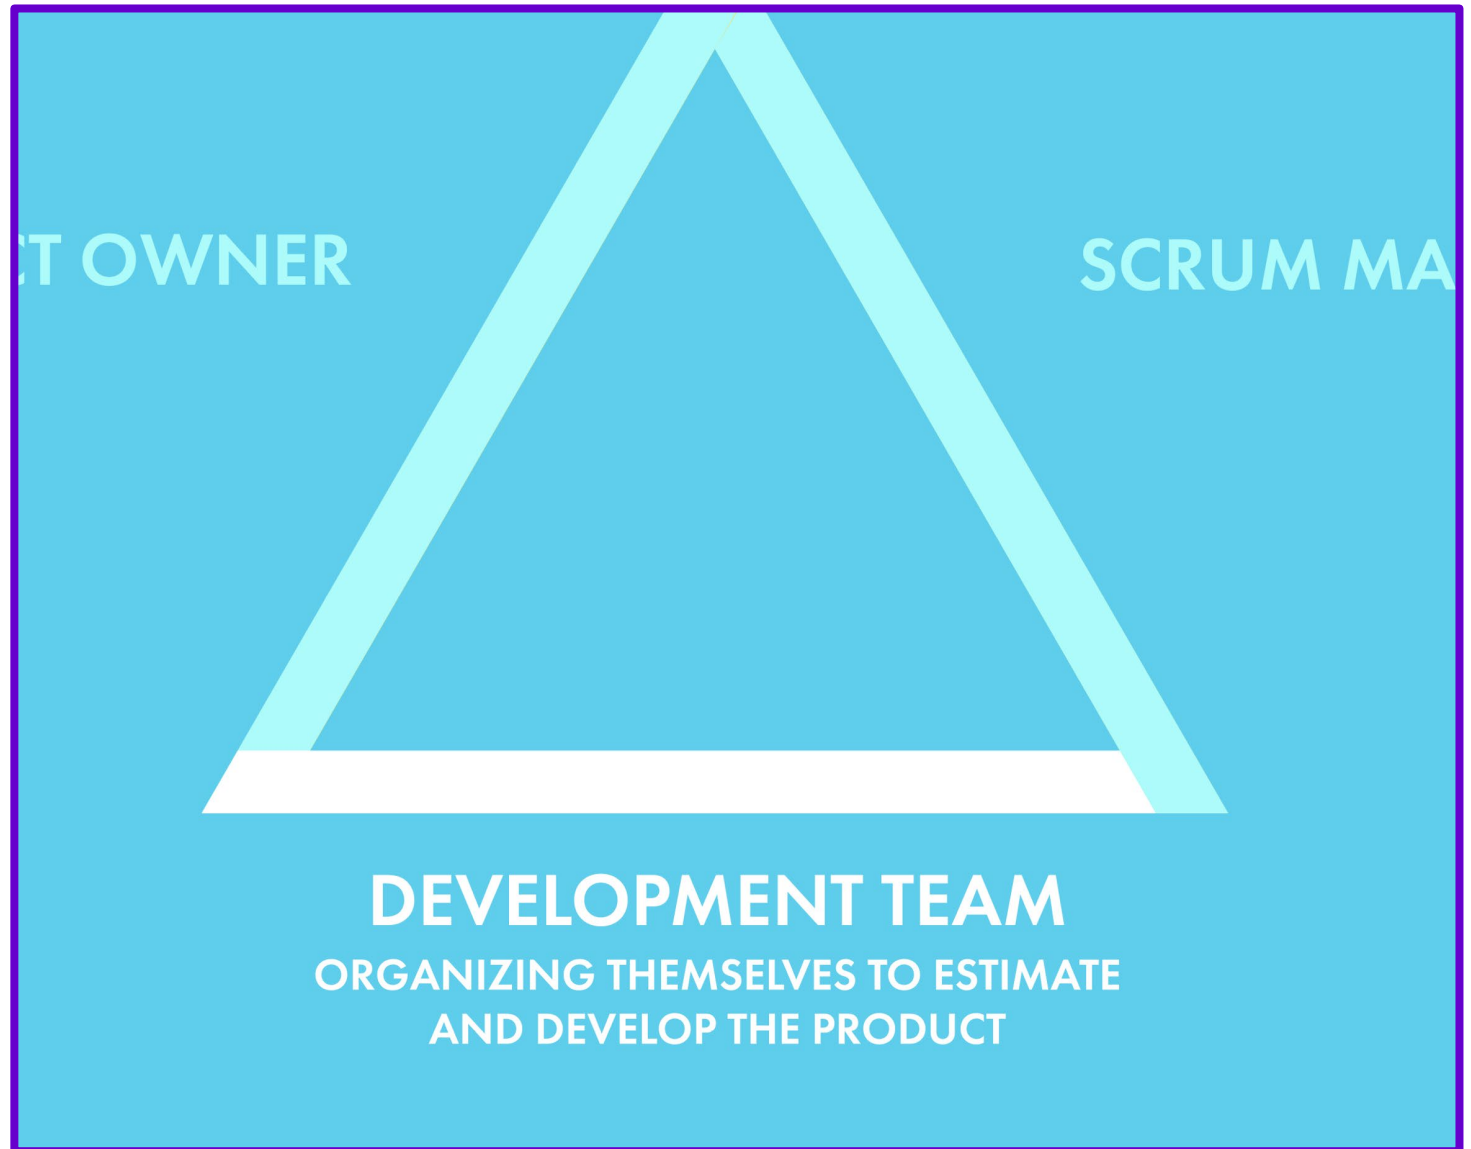 CT OWNER
SCRUM MA
DEVELOPMENT TEAM
ORGANIZING THEMSELVES TO ESTIMATE
AND DEVELOP THE PRODUCT